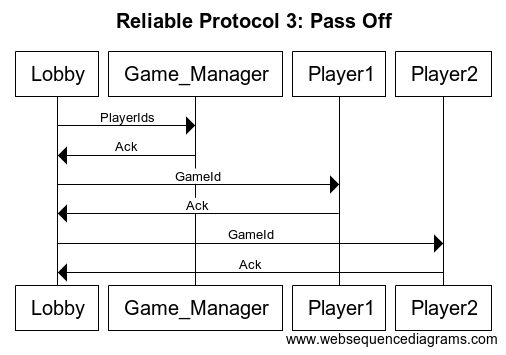 Reliable Protocol 3: Pass Off
Lobby Game_Manager Player1 Player2
PlayerIds
Ack
GameId
Ack
GameId
Ack
Lobby Game_Manager Player1 Player2
www.websequencediagrams.com